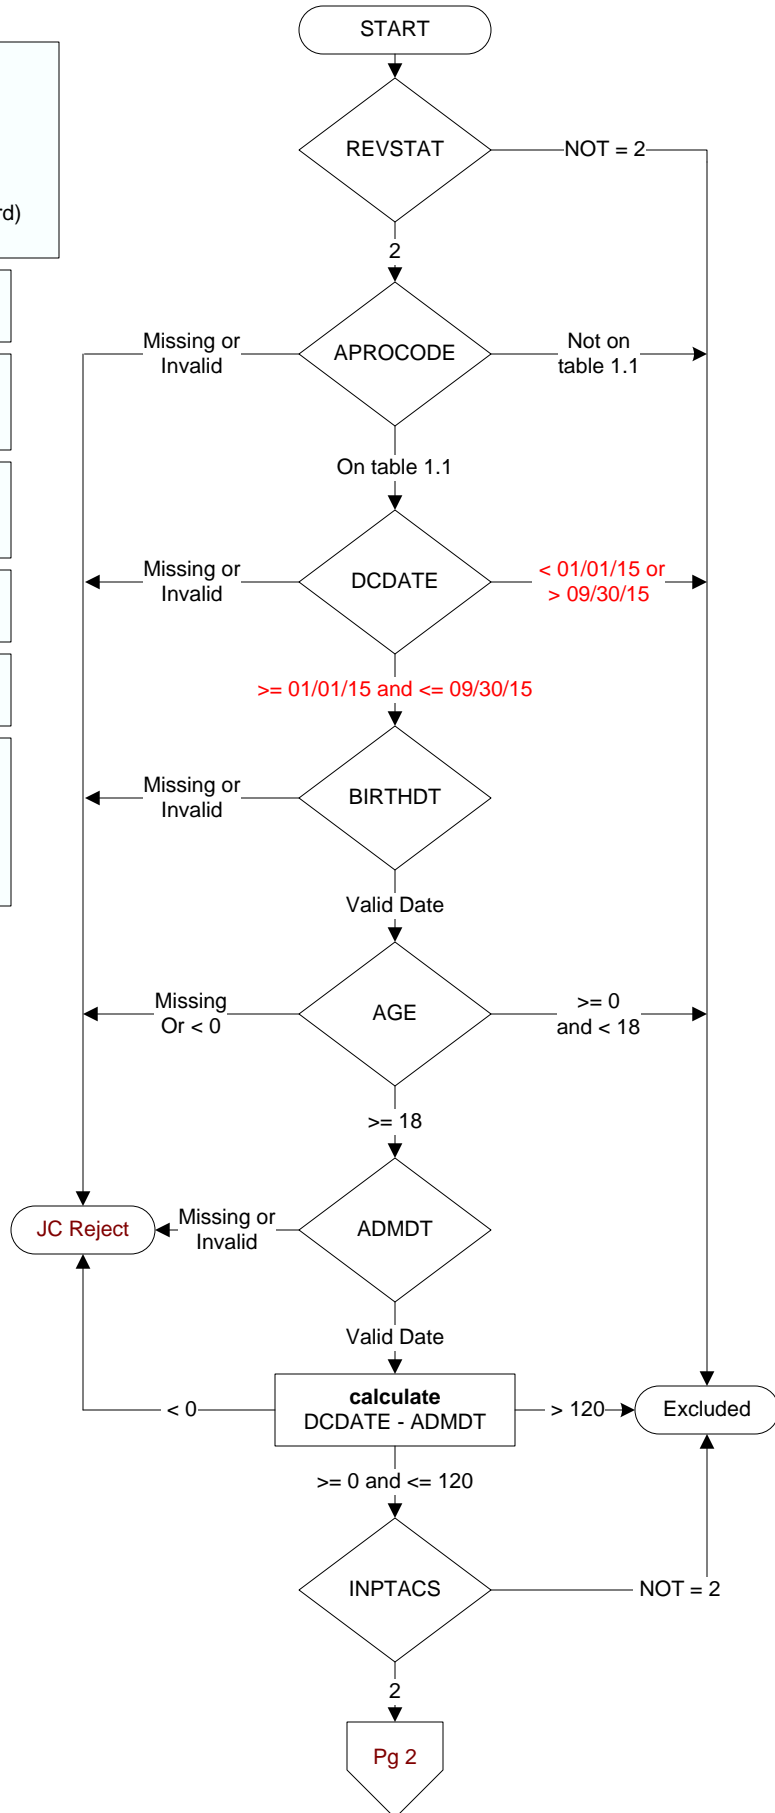 START
rd)
REVSTAT
NOT = 2
2
Missing or
Invalid
APROCODE
Not on
table 1.1
On table 1.1
Missing or
Invalid
DCDATE
< 01/01/15 or
> 09/30/15
>= 01/01/15 and <= 09/30/15
Missing or
Invalid
BIRTHDT
Valid Date
Missing
Or < 0
AGE
>= 0
and < 18
>= 18
JC Reject
Missing or
Invalid
ADMDT
Valid Date
< 0
calculate
DCDATE - ADMDT
> 120
Excluded
>= 0 and <= 120
INPTACS
NOT = 2
2
Pg 2